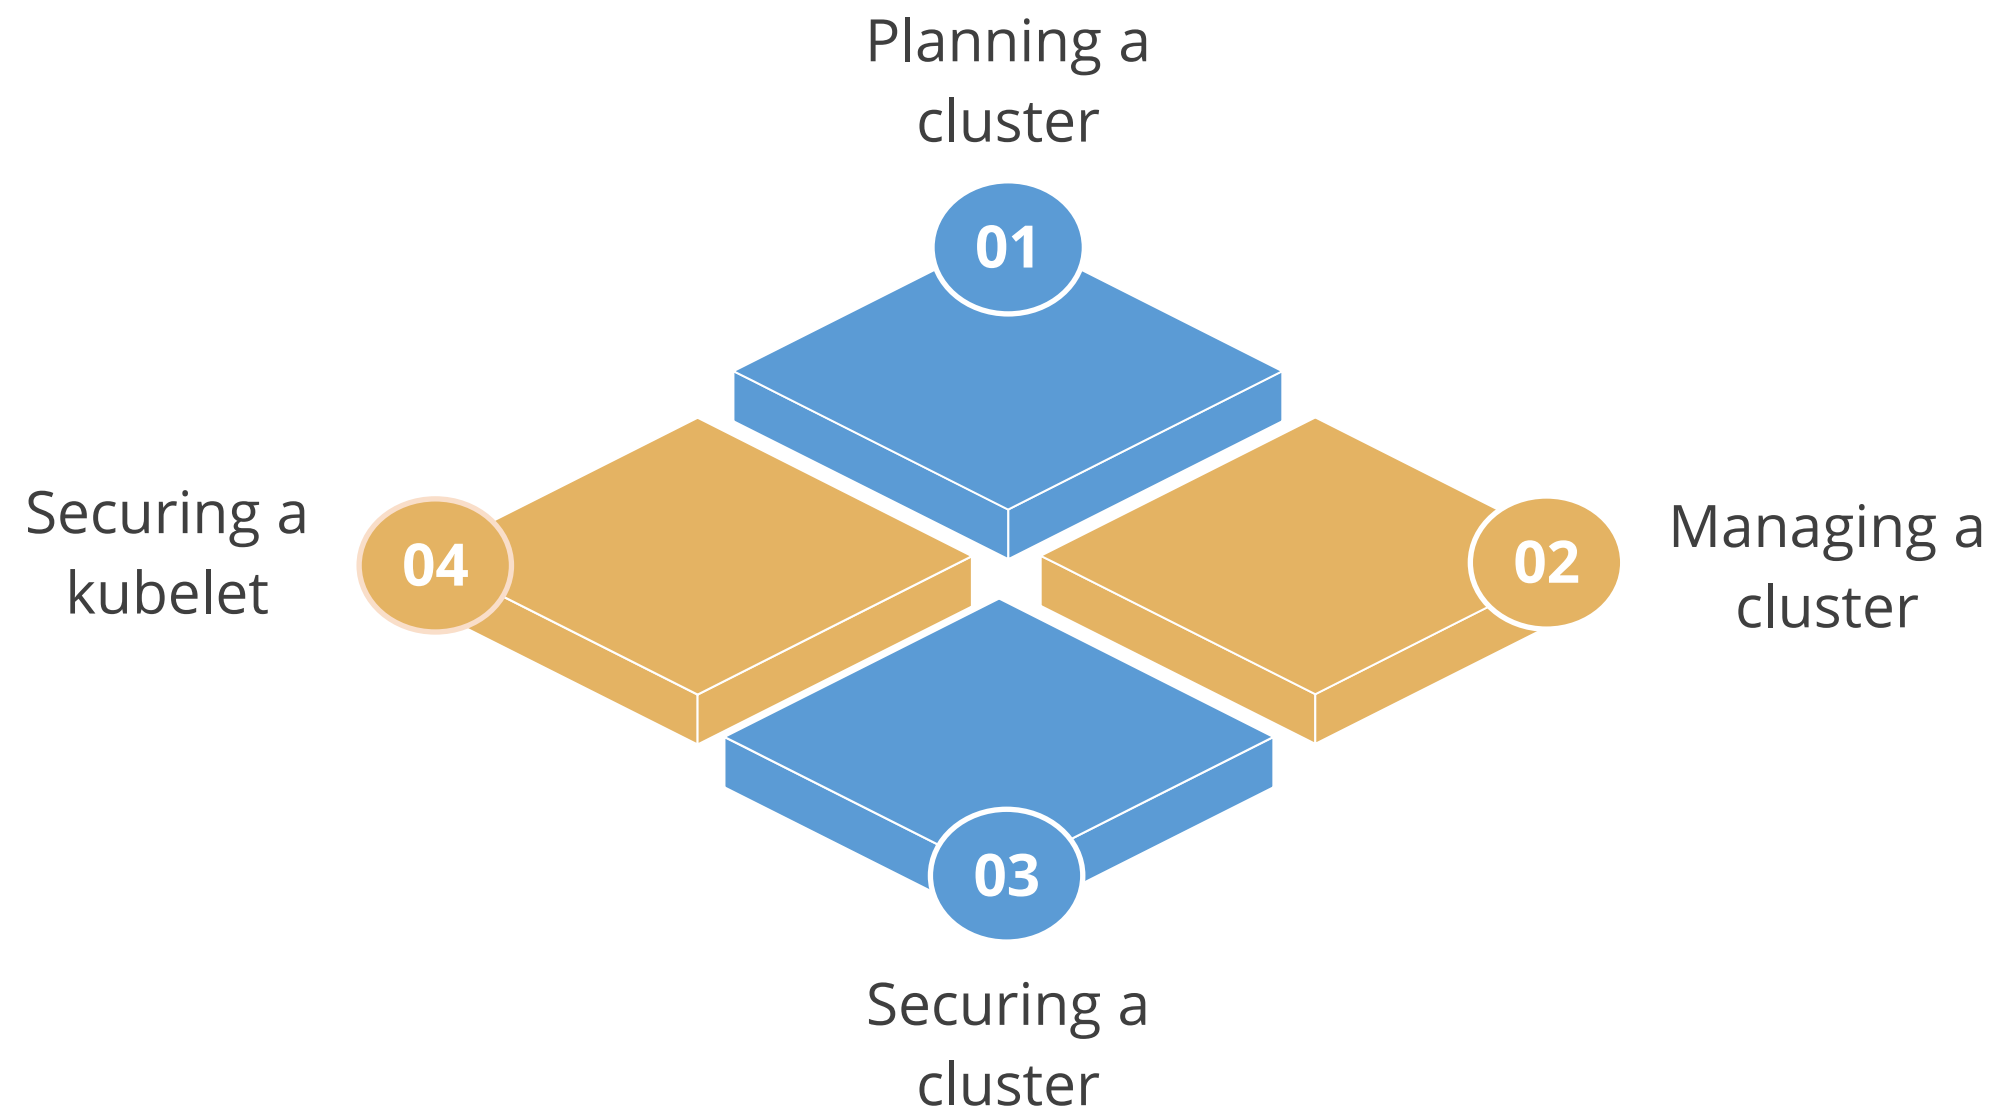 Planning a
cluster
01
Securing a
kubelet
04
02
Managing a
cluster
03
Securing a
cluster